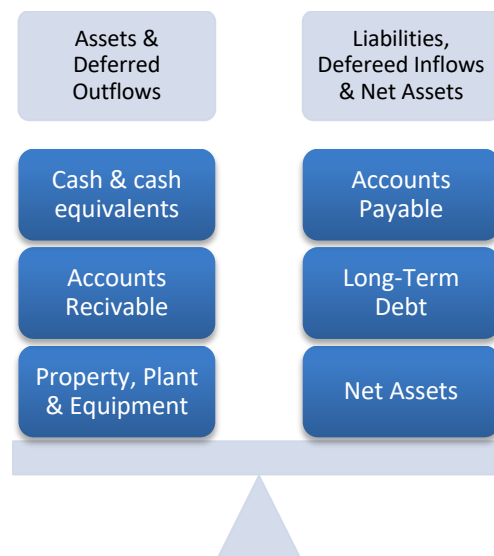 Assets &
Deferred
Outflows
Liabilities,
Defereed Inflows
& Net Assets
Cash & cash
equivalents
Accounts
Payable
Accounts
Recivable
Long-Term
Debt
Property, Plant
& Equipment
Net Assets